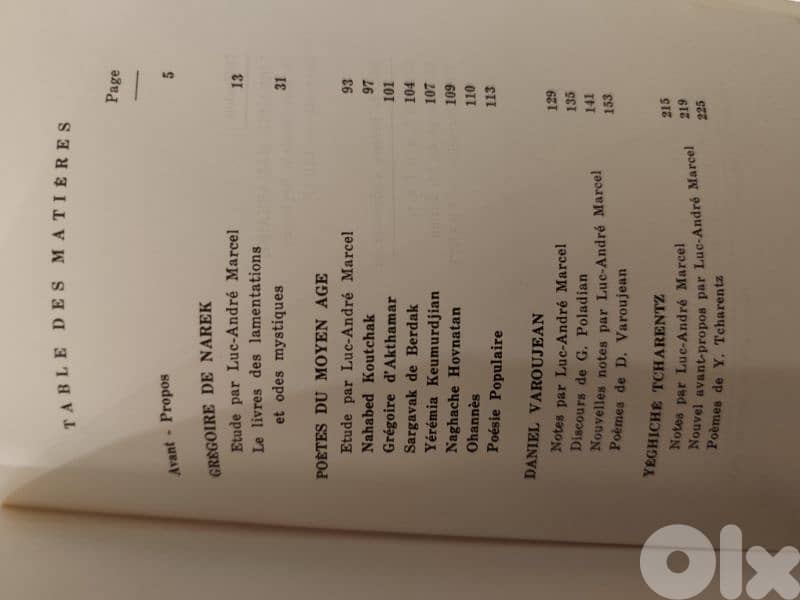 TABLE DES MATIÈRES
Page
Avant - Propos 5
GRÉGOIRE DE NAREK
Etude par Luc-André Marcel 13
Le livres des lamentations
et odes mystiques 31
POÈTES DU MOYEN AGE
Etude par Luc-André Marcel 93
Nahabed Koutchak 97
Grégoire d'Akthamar 101
Sargavak de Berdak 104
Yérémia Keumurdjian 107
Naghache Hovnatan 109
Ohannès 110
Poésie Populaire 113
DANIEL VAROUJEAN
Notes par Luc-André Marcel 129
Discours de G. Poladian 135
Nouvelles notes par Luc-André Marcel 141
Poèmes de D. Varoujean 153
YÉGHICHÉ TCHARENTZ
Notes par Luc-André Marcel 215
Nouvel avant-propos par Luc-André Marcel 219
Poèmes de Y. Tcharentz 225
Olx